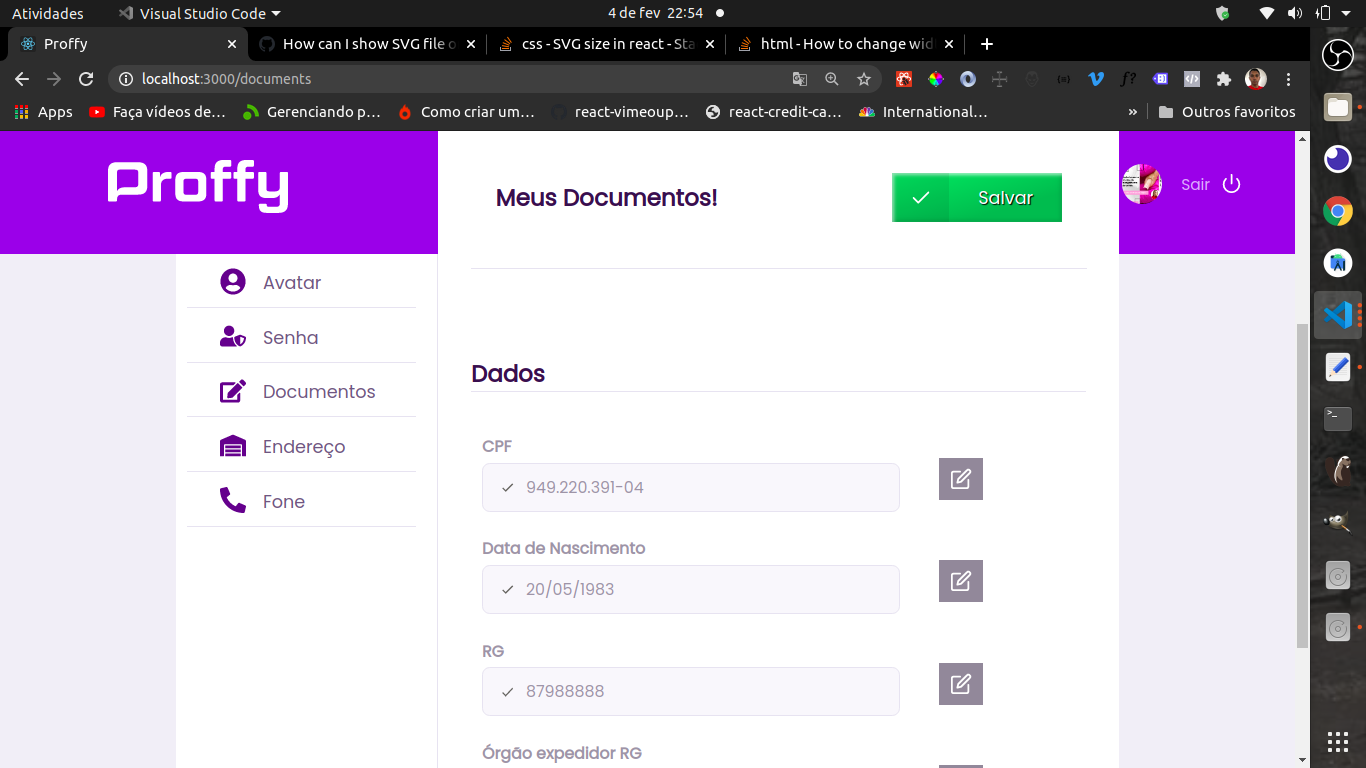 Atividades
Visual Studio Code
4 de fev 22:54
Proffy
How can I show SVG file o
css - SVG size in react - Sta
html - How to change wid
localhost:3000/documents
Apps
Faça vídeos de...
Gerenciando p...
Como criar um...
react-vimeoup...
react-credit-ca...
International...
»
Outros favoritos
Proffy
Meus Documentos!
Salvar
Sair
Avatar
Senha
Documentos
Endereço
Fone
Dados
CPF
949.220.391-04
Data de Nascimento
20/05/1983
RG
87988888
Órgão expedidor RG